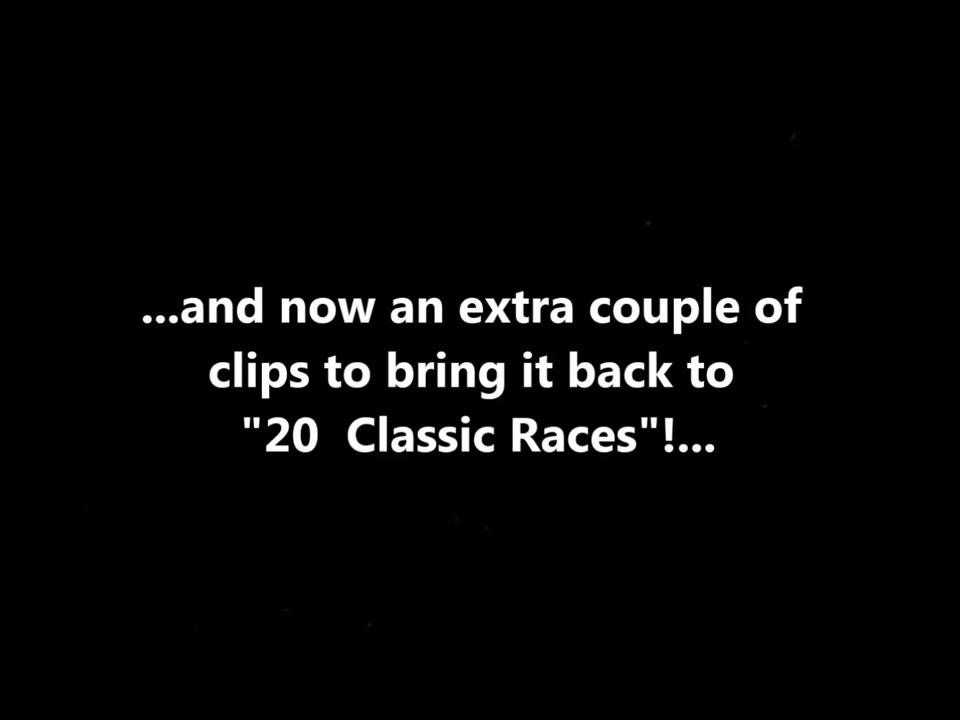 ...and now an extra couple of
clips to bring it back to
"20  Classic Races"!...